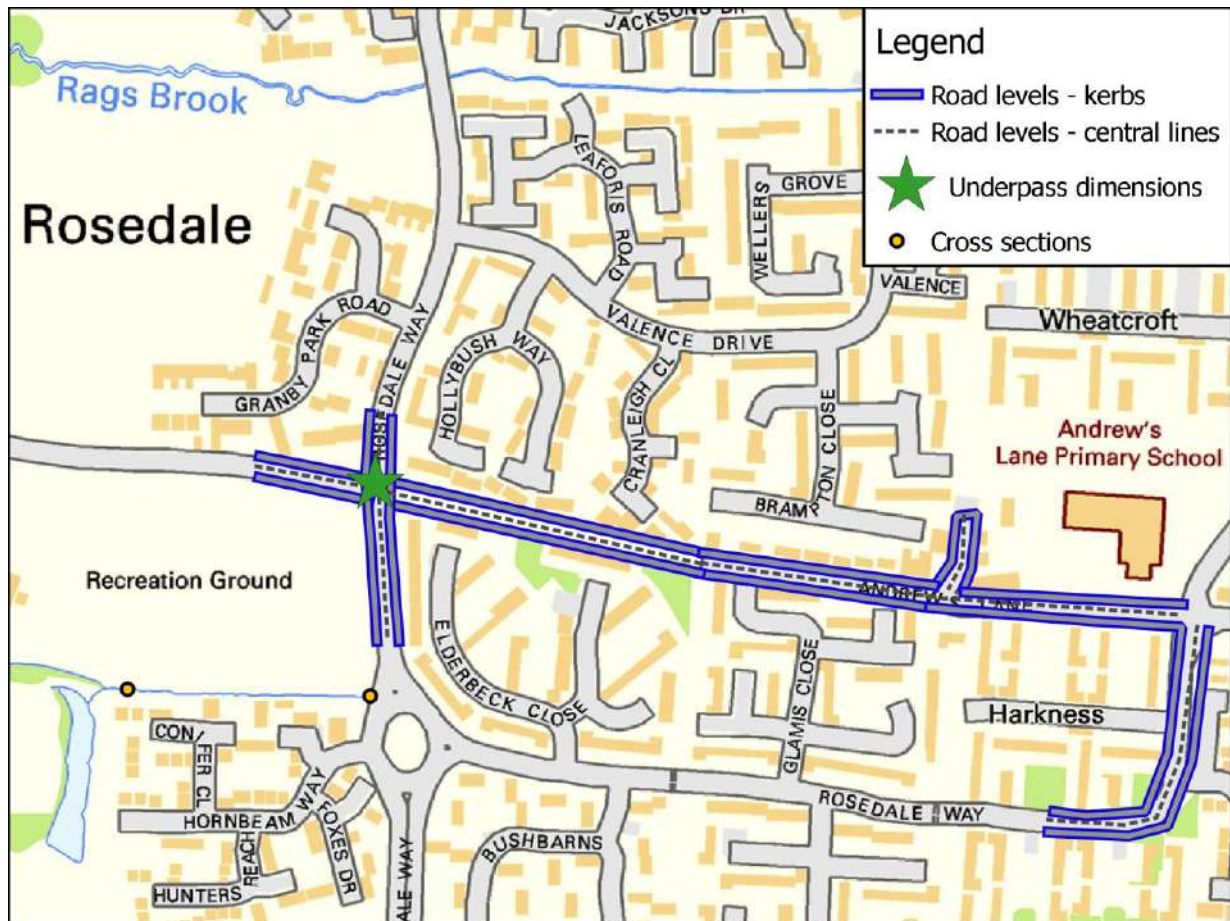 JACKSONS DR
Legend
Road levels - kerbs
Road levels - central lines
Underpass dimensions
Cross sections
Rags Brook
Rosedale
LEAFORIS ROAD
WELLERS
GROVE
VALENCE
VALENCE DRIVE
Wheatcroft
GRANBY PARK ROAD
ROSEDALE WAY
HOLLYBUSH WAY
CRANLEIGH CL
BRAMPTON CLOSE
Andrew's
Lane Primary School
Recreation Ground
ANDREW'S LANE
ELDERBECK CLOSE
GLAMIS CLOSE
Harkness
CONIFER CL
HORNBEAM WAY
FOXES DR
HUNTERS
REACH
ROSEDALE WAY
BUSHBARNS
ALE WAY